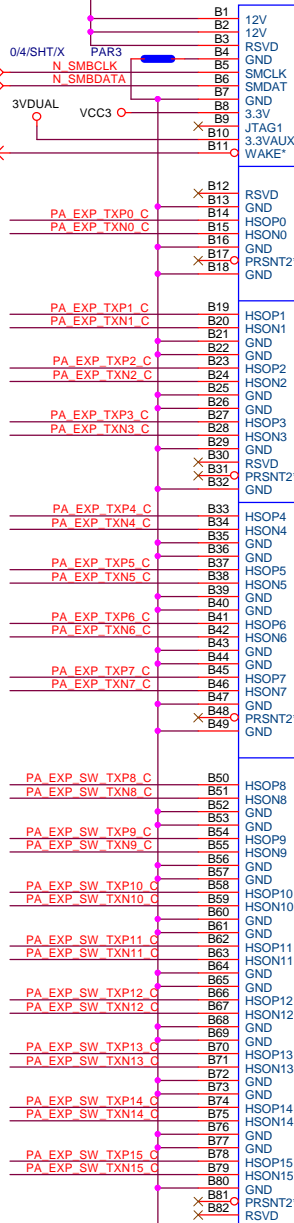 B1 12V
B2 12V
B3 RSVD
0/4/SHT/X PAR3 B4 GND
N_SMBCLK B5 SMCLK
N_SMBDATA B6 SMDAT
B7 GND
3VDUAL VCC3 B8 3.3V
B9 JTAG1
B10 3.3VAUX
B11 WAKE*
B12 RSVD
B13 GND
PA_EXP_TXP0_C B14 HSOP0
PA_EXP_TXN0_C B15 HSON0
B16 GND
B17 PRSNT2*
B18 GND
PA_EXP_TXP1_C B19 HSOP1
PA_EXP_TXN1_C B20 HSON1
B21 GND
B22 GND
PA_EXP_TXP2_C B23 HSOP2
PA_EXP_TXN2_C B24 HSON2
B25 GND
B26 GND
PA_EXP_TXP3_C B27 HSOP3
PA_EXP_TXN3_C B28 HSON3
B29 GND
B30 RSVD
B31 PRSNT2*
B32 GND
PA_EXP_TXP4_C B33 HSOP4
PA_EXP_TXN4_C B34 HSON4
B35 GND
B36 GND
PA_EXP_TXP5_C B37 HSOP5
PA_EXP_TXN5_C B38 HSON5
B39 GND
B40 GND
PA_EXP_TXP6_C B41 HSOP6
PA_EXP_TXN6_C B42 HSON6
B43 GND
B44 GND
PA_EXP_TXP7_C B45 HSOP7
PA_EXP_TXN7_C B46 HSON7
B47 GND
B48 PRSNT2*
B49 GND
PA_EXP_SW_TXP8_C B50 HSOP8
PA_EXP_SW_TXN8_C B51 HSON8
B52 GND
B53 GND
PA_EXP_SW_TXP9_C B54 HSOP9
PA_EXP_SW_TXN9_C B55 HSON9
B56 GND
B57 GND
PA_EXP_SW_TXP10_C B58 HSOP10
PA_EXP_SW_TXN10_C B59 HSON10
B60 GND
B61 GND
PA_EXP_SW_TXP11_C B62 HSOP11
PA_EXP_SW_TXN11_C B63 HSON11
B64 GND
B65 GND
PA_EXP_SW_TXP12_C B66 HSOP12
PA_EXP_SW_TXN12_C B67 HSON12
B68 GND
B69 GND
PA_EXP_SW_TXP13_C B70 HSOP13
PA_EXP_SW_TXN13_C B71 HSON13
B72 GND
B73 GND
PA_EXP_SW_TXP14_C B74 HSOP14
PA_EXP_SW_TXN14_C B75 HSON14
B76 GND
B77 GND
PA_EXP_SW_TXP15_C B78 HSOP15
PA_EXP_SW_TXN15_C B79 HSON15
B80 GND
B81 PRSNT2*
B82 RSVD